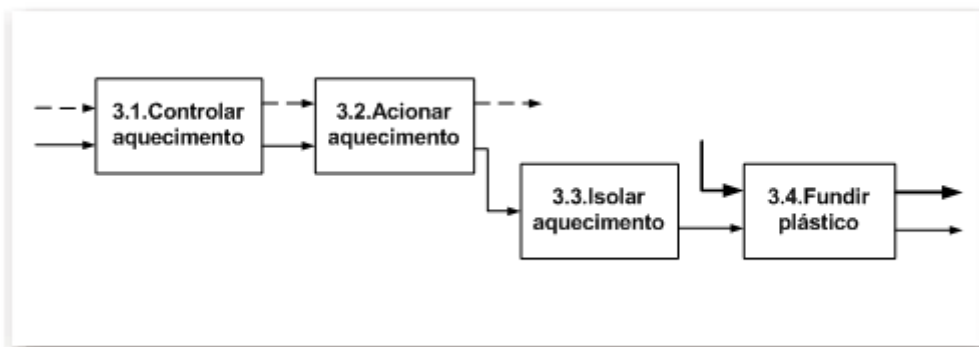 3.1.Controlar
aquecimento
3.2.Acionar
aquecimento
3.3.Isolar
aquecimento
3.4.Fundir
plástico